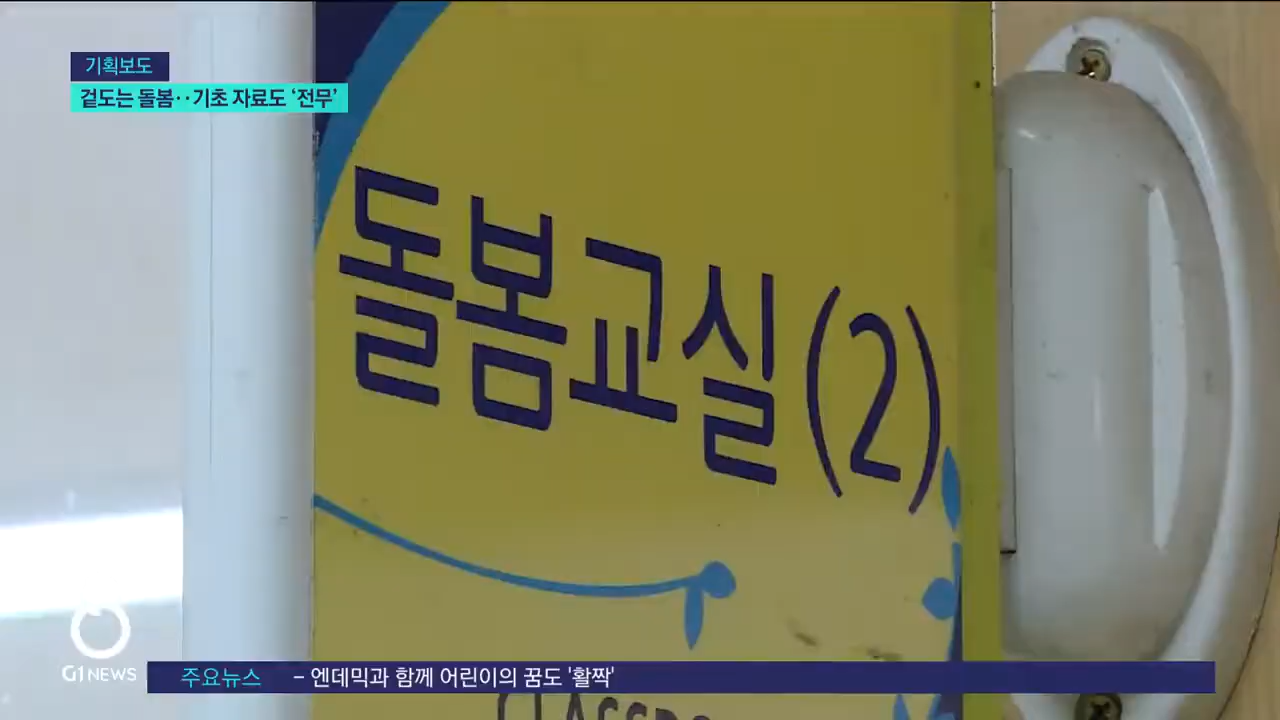 기획보도
겉도는 돌봄‥기초 자료도 '전무'
돌봄교실(2)
G1 NEWS
주요뉴스 - 엔데믹과 함께 어린이의 꿈도 '활짝'